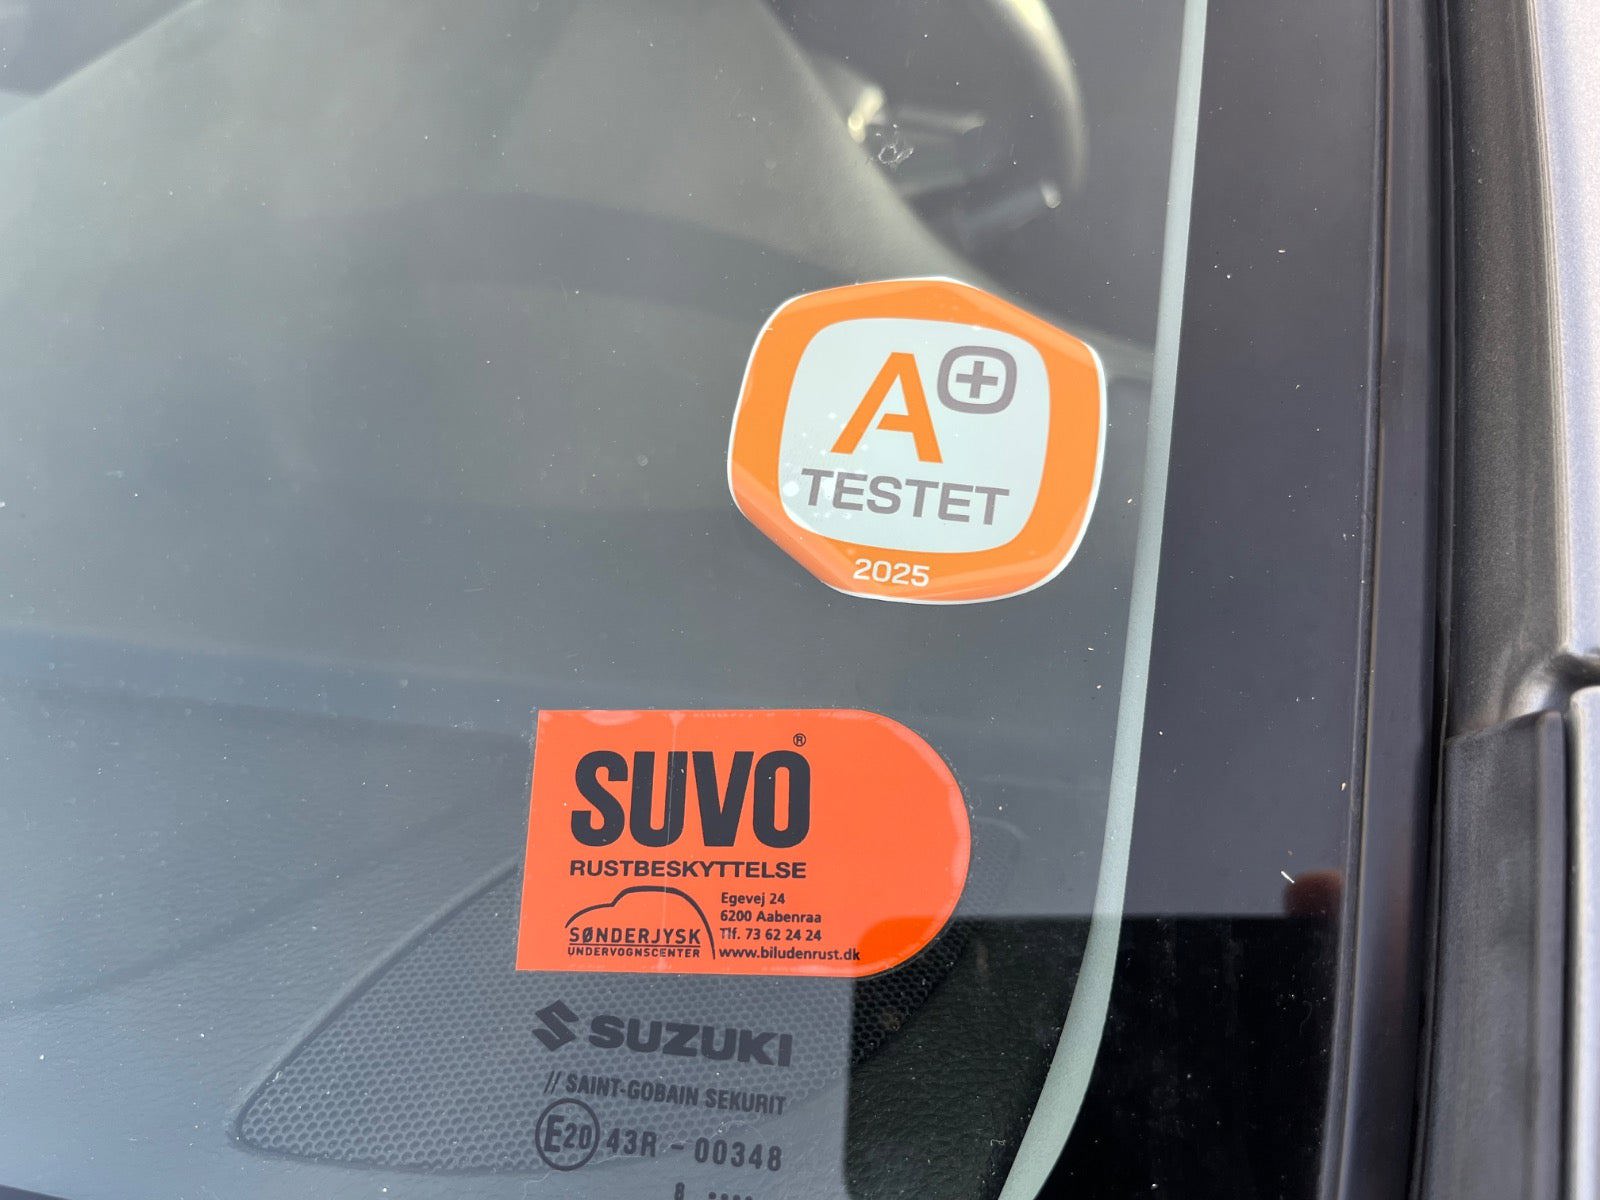 A+
TESTET
2025
SUVO®
RUSTBESKYTTELSE
Egevej 24
6200 Aabenraa
Tlf. 73 62 24 24
www.biludenrust.dk
SØNDERJYSK
UNDERVOGNSCENTER
SUZUKI
// SAINT-GOBAIN SEKURIT
E20 43R - 00348
8 ....